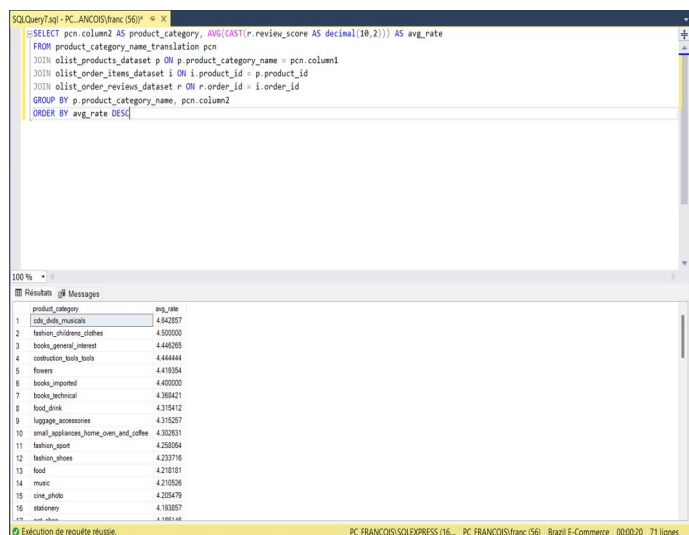 SQLQuery7.sql - PC...ANCOIS\franc (56))*
SELECT pcn.column2 AS product_category, AVG(CAST(r.review_score AS decimal(10,2))) AS avg_rate
FROM product_category_name_translation pcn
JOIN olist_products_dataset p ON p.product_category_name = pcn.column1
JOIN olist_order_items_dataset i ON i.product_id = p.product_id
JOIN olist_order_reviews_dataset r ON r.order_id = i.order_id
GROUP BY p.product_category_name, pcn.column2
ORDER BY avg_rate DESC
100 %
Résultats Messages
product_category avg_rate
1 cds_dvds_musicals 4.642857
2 fashion_childrens_clothes 4.500000
3 books_general_interest 4.446265
4 costruction_tools_tools 4.444444
5 flowers 4.419354
6 books_imported 4.400000
7 books_technical 4.368421
8 food_drink 4.315412
9 luggage_accessories 4.315257
10 small_appliances_home_oven_and_coffee 4.302631
11 fashion_sport 4.258064
12 fashion_shoes 4.233716
13 food 4.218181
14 music 4.210526
15 cine_photo 4.205479
16 stationery 4.193857
17 pet_shop 4.185146
Exécution de requête réussie. PC_FRANCOIS\SQLEXPRESS (16... PC_FRANCOIS\franc (56) Brazil E-Commerce 00:00:20 71 lignes